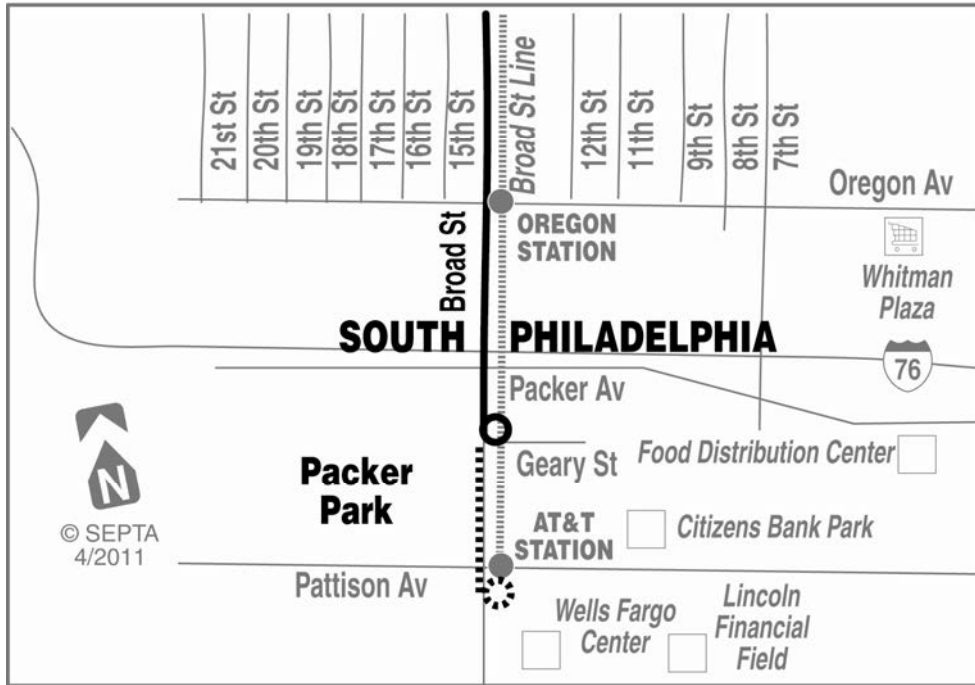 21st St
20th St
19th St
18th St
17th St
16th St
15th St
Broad St Line
12th St
11th St
9th St
8th St
7th St
Oregon Av
OREGON
STATION
Broad St
Whitman
Plaza
SOUTH PHILADELPHIA
76
Packer Av
Packer
Park
Geary St
Food Distribution Center
N
© SEPTA
4/2011
AT&T
STATION
Citizens Bank Park
Pattison Av
Wells Fargo
Center
Lincoln
Financial
Field